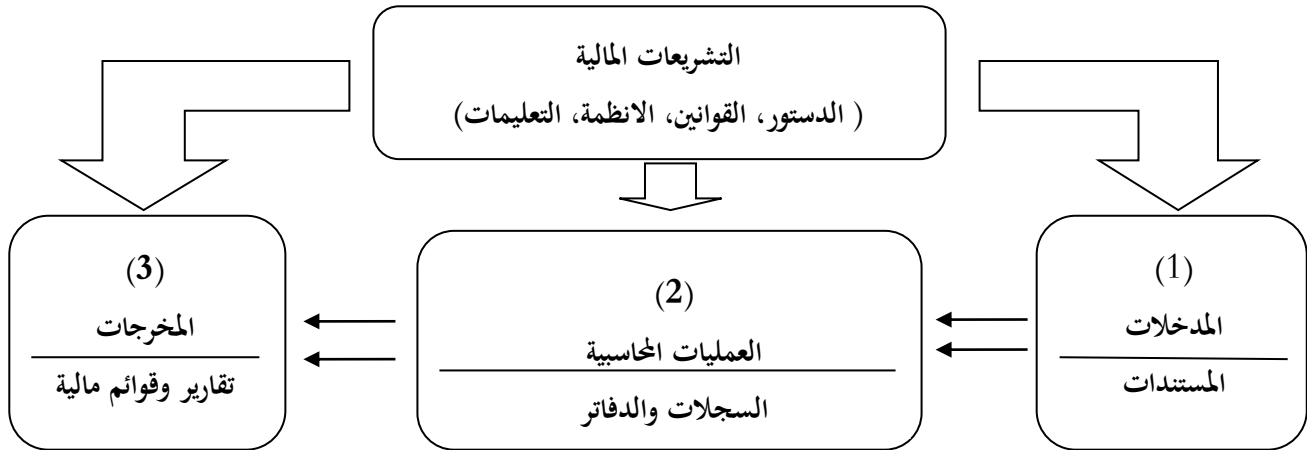 التشريعات المالية
( الدستور، القوانين، الانظمة، التعليمات)
(1)
المدخلات
المستندات
(2)
العمليات المحاسبية
السجلات والدفاتر
(3)
المخرجات
تقارير وقوائم مالية